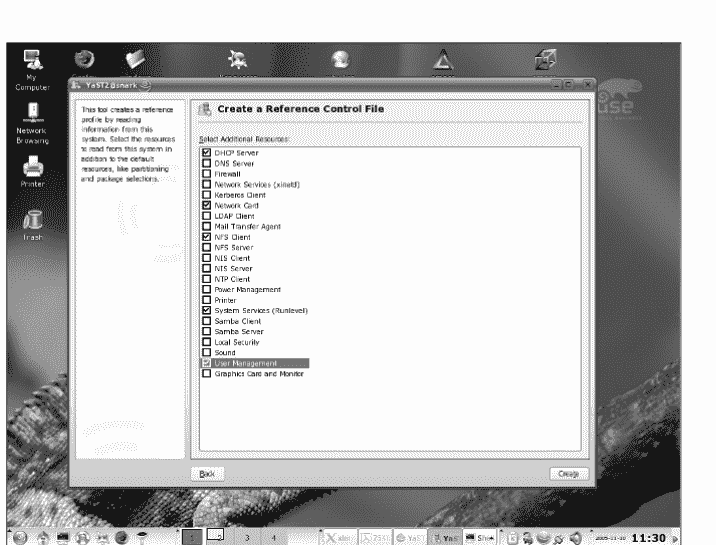 My
Computer
Network
Browsing
Printer
Trash
YaST2@snark
This tool creates a reference
profile by reading
information from this
system. Select the resources
to read from this system in
addition to the default
resources, like partitioning
and package selections.
Create a Reference Control File
Select Additional Resources:
DHCP Server
DNS Server
Firewall
Network Services (xinetd)
Kerberos Client
Network Card
LDAP Client
Mail Transfer Agent
NFS Client
NFS Server
NIS Client
NIS Server
NTP Client
Power Management
Printer
System Services (Runlevel)
Samba Client
Samba Server
Local Security
Sound
User Management
Graphics Card and Monitor
Back
Create
1 2 3 4
11:30